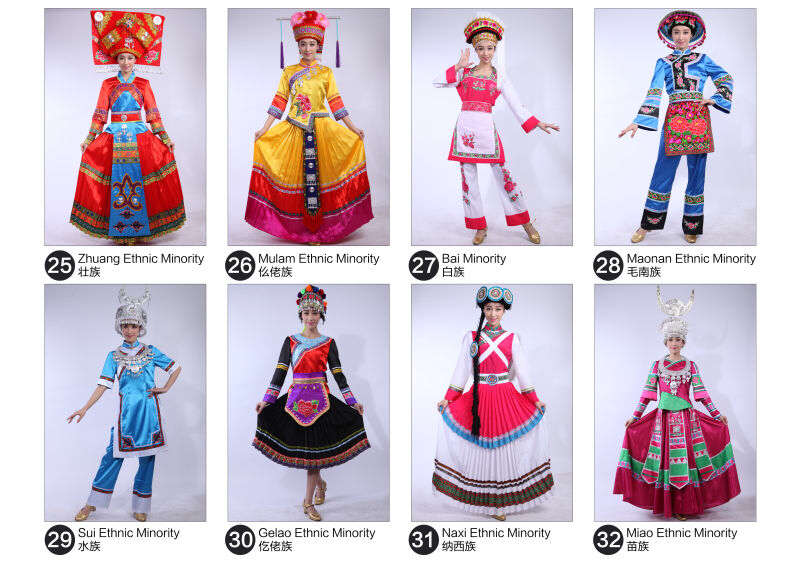 25 Zhuang Ethnic Minority
壮族
26 Mulam Ethnic Minority
仫佬族
27 Bai Minority
白族
28 Maonan Ethnic Minority
毛南族
29 Sui Ethnic Minority
水族
30 Gelao Ethnic Minority
仡佬族
31 Naxi Ethnic Minority
纳西族
32 Miao Ethnic Minority
苗族